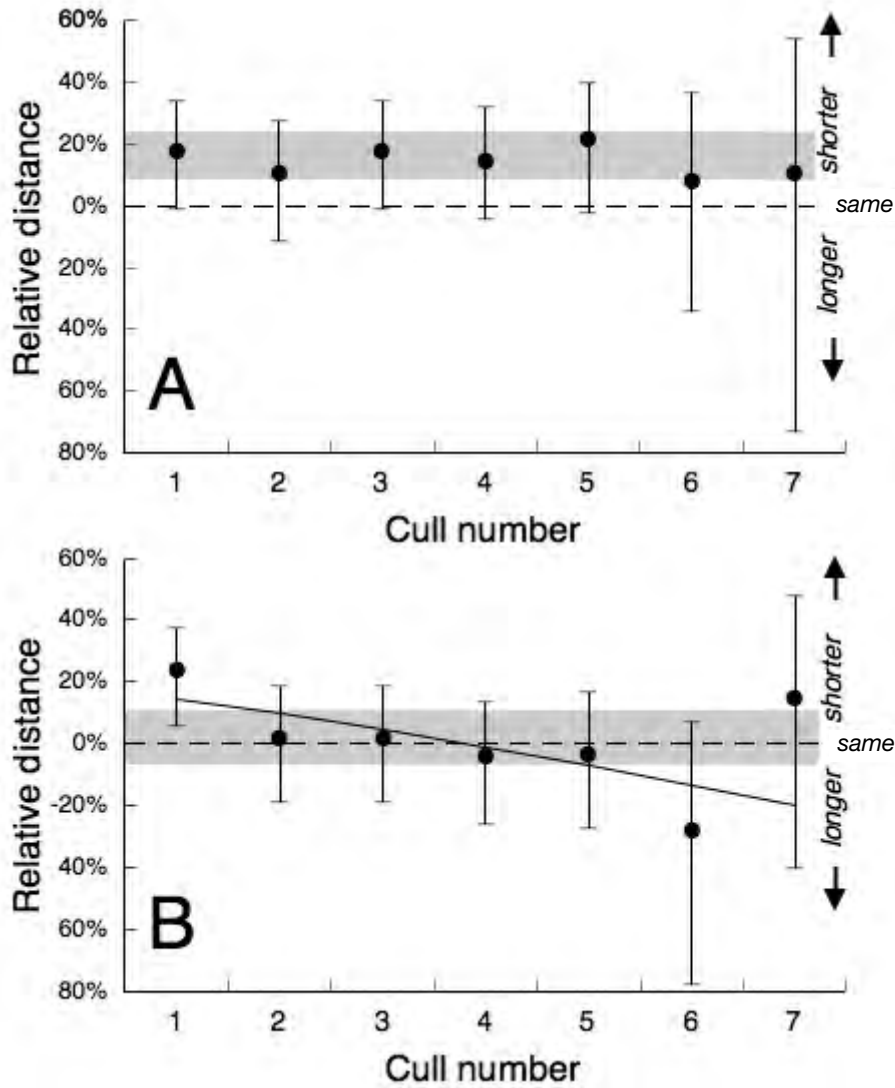 60%
40%
20%
0%
20%
40%
60%
80%
Relative distance
shorter
same
longer
A
1 2 3 4 5 6 7
Cull number
60%
40%
20%
0%
-20%
40%
60%
80%
Relative distance
shorter
same
longer
B
1 2 3 4 5 6 7
Cull number